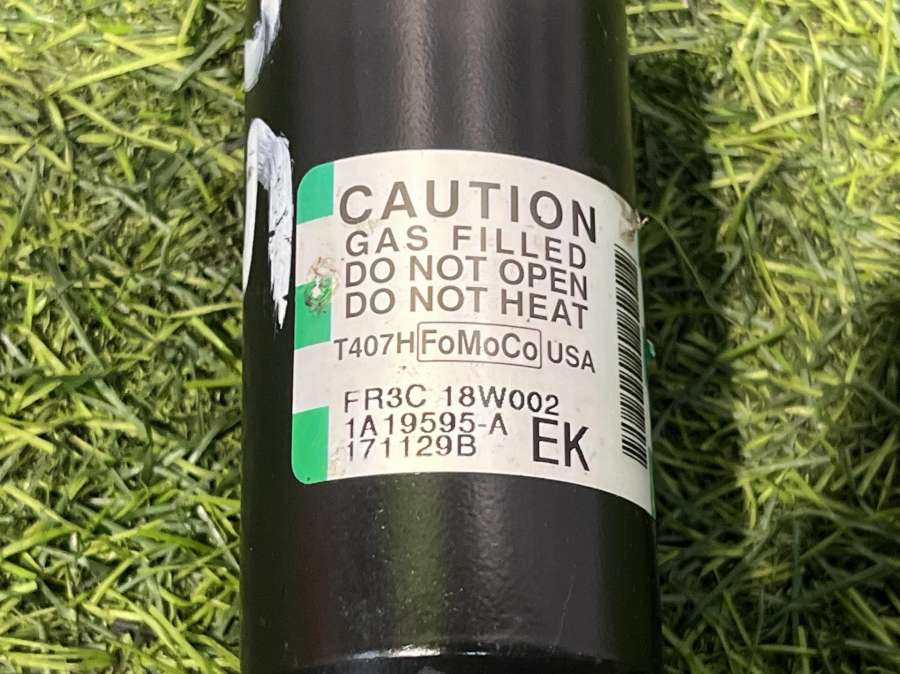 CAUTION
GAS FILLED
DO NOT OPEN
DO NOT HEAT
T407H FoMoCo USA
FR3C 18W002
1A19595-A
171129B EK